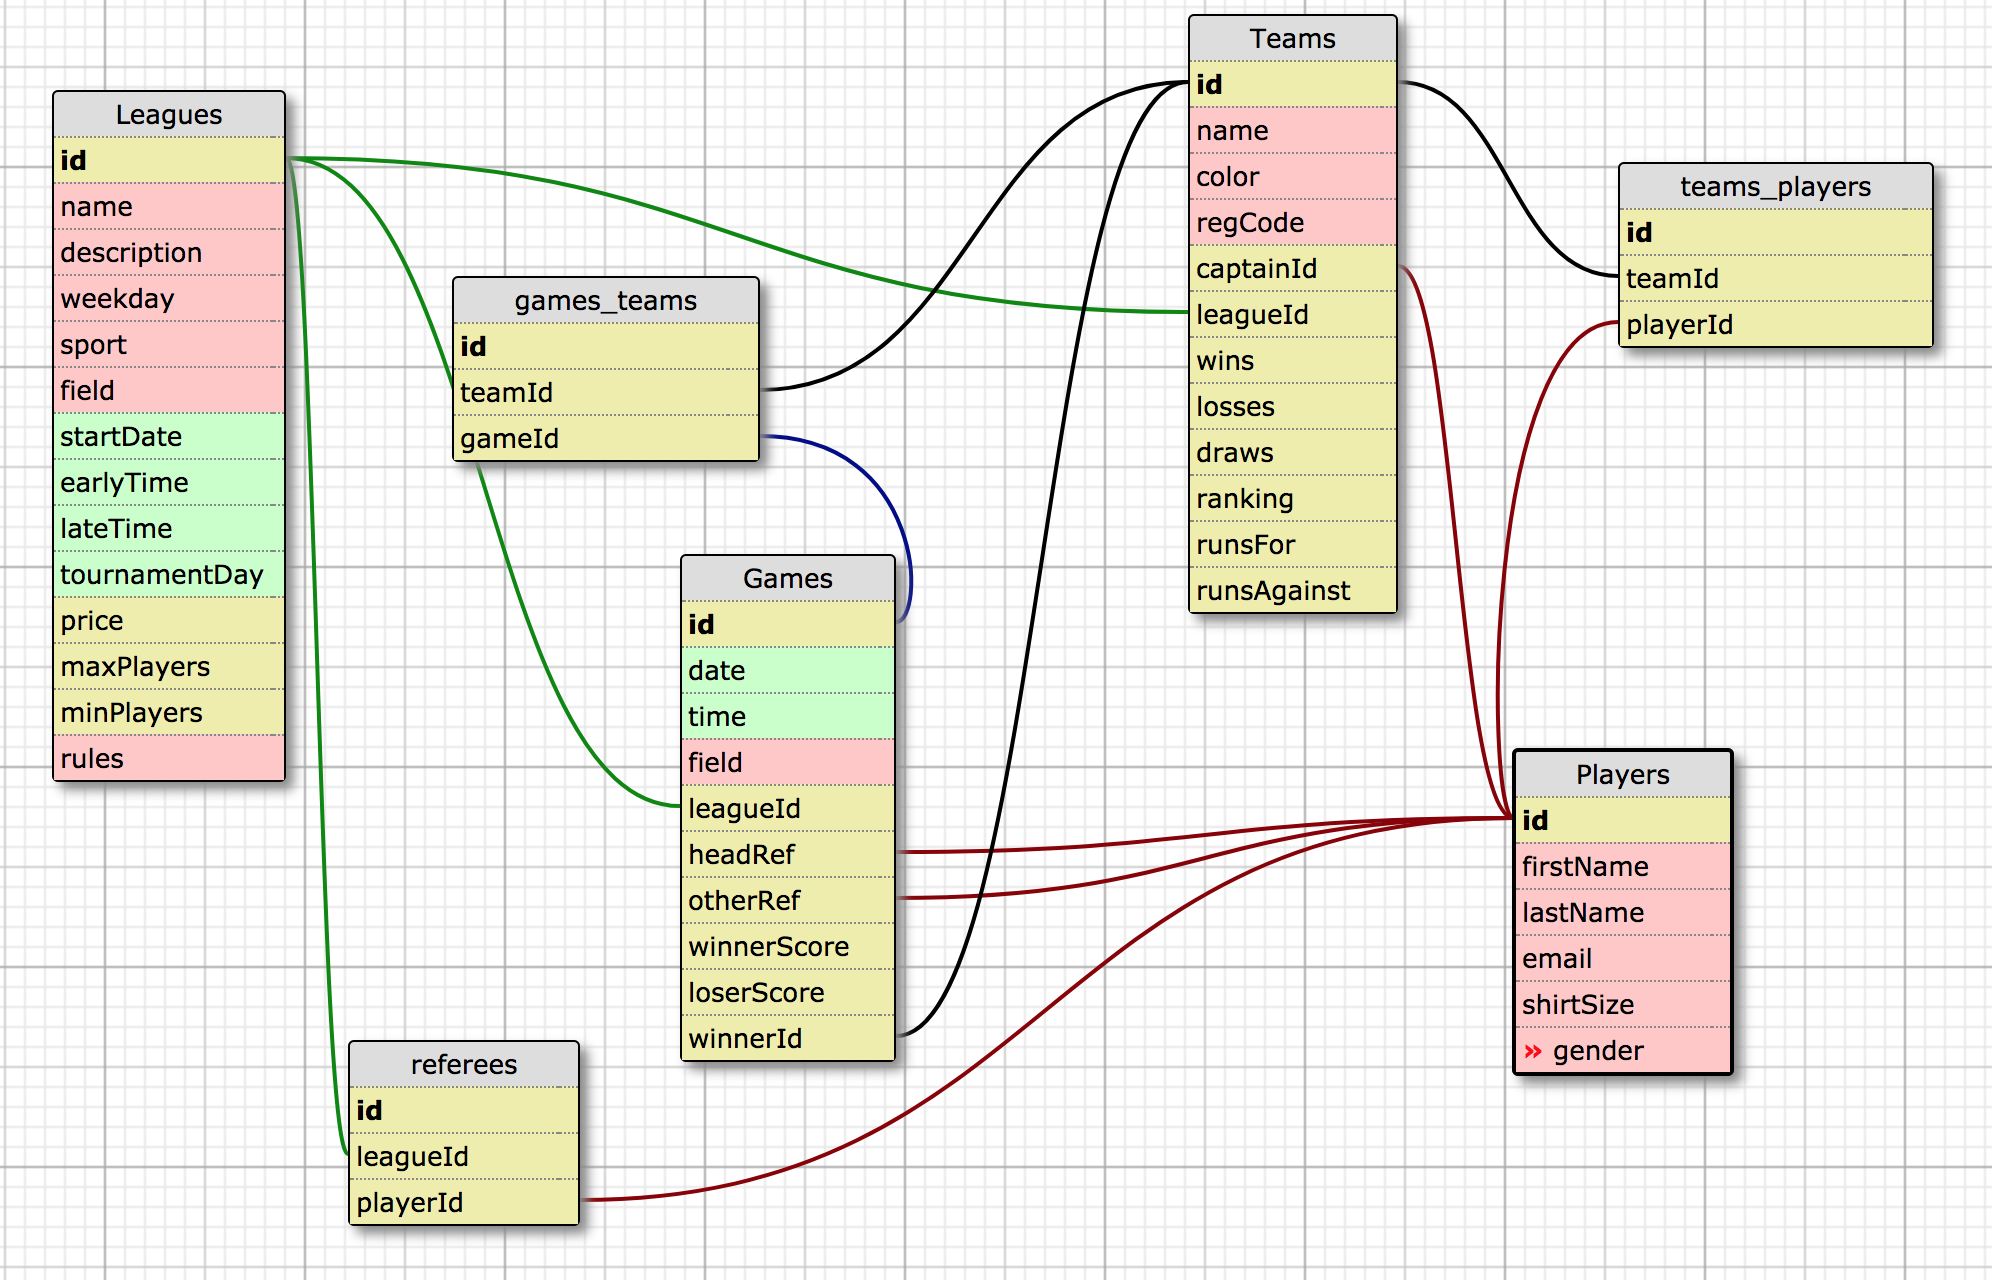 Leagues
id
name
description
weekday
sport
field
startDate
earlyTime
lateTime
tournamentDay
price
maxPlayers
minPlayers
rules
games_teams
id
teamId
gameId
Games
id
date
time
field
leagueId
headRef
otherRef
winnerScore
loserScore
winnerId
referees
id
leagueId
playerId
Teams
id
name
color
regCode
captainId
leagueId
wins
losses
draws
ranking
runsFor
runsAgainst
teams_players
id
teamId
playerId
Players
id
firstName
lastName
email
shirtSize
» gender